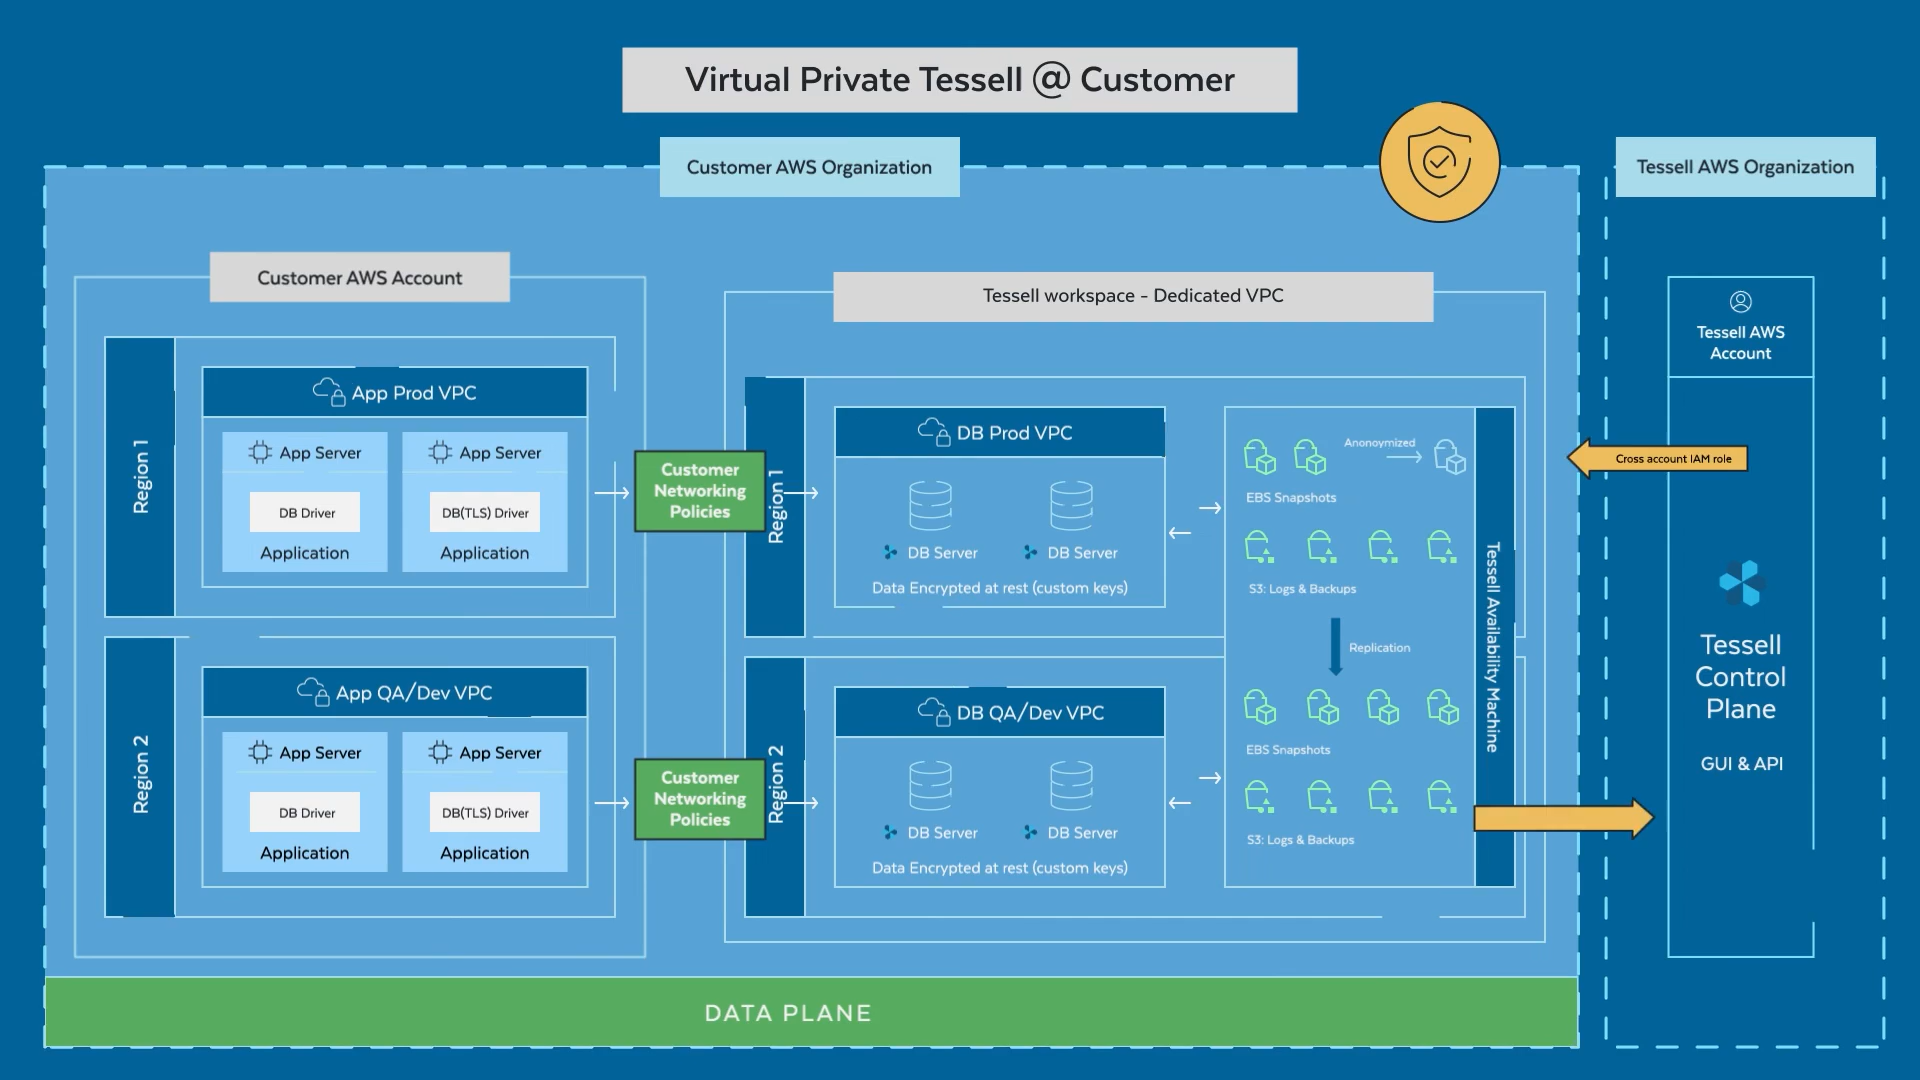 Virtual Private Tessell @ Customer
Customer AWS Organization
Tessell AWS Organization
Customer AWS Account
Region 1
App Prod VPC
App Server
DB Driver
Application
App Server
DB(TLS) Driver
Application
Region 2
App QA/Dev VPC
App Server
DB Driver
Application
App Server
DB(TLS) Driver
Application
Customer
Networking
Policies
Customer
Networking
Policies
Tessell workspace - Dedicated VPC
Region 1
DB Prod VPC
DB Server
DB Server
Data Encrypted at rest (custom keys)
Region 2
DB QA/Dev VPC
DB Server
DB Server
Data Encrypted at rest (custom keys)
Anonoymized
EBS Snapshots
S3: Logs & Backups
Replication
EBS Snapshots
S3: Logs & Backups
Tessell Availability Machine
Cross account IAM role
Tessell AWS
Account
Tessell
Control
Plane
GUI & API
DATA PLANE